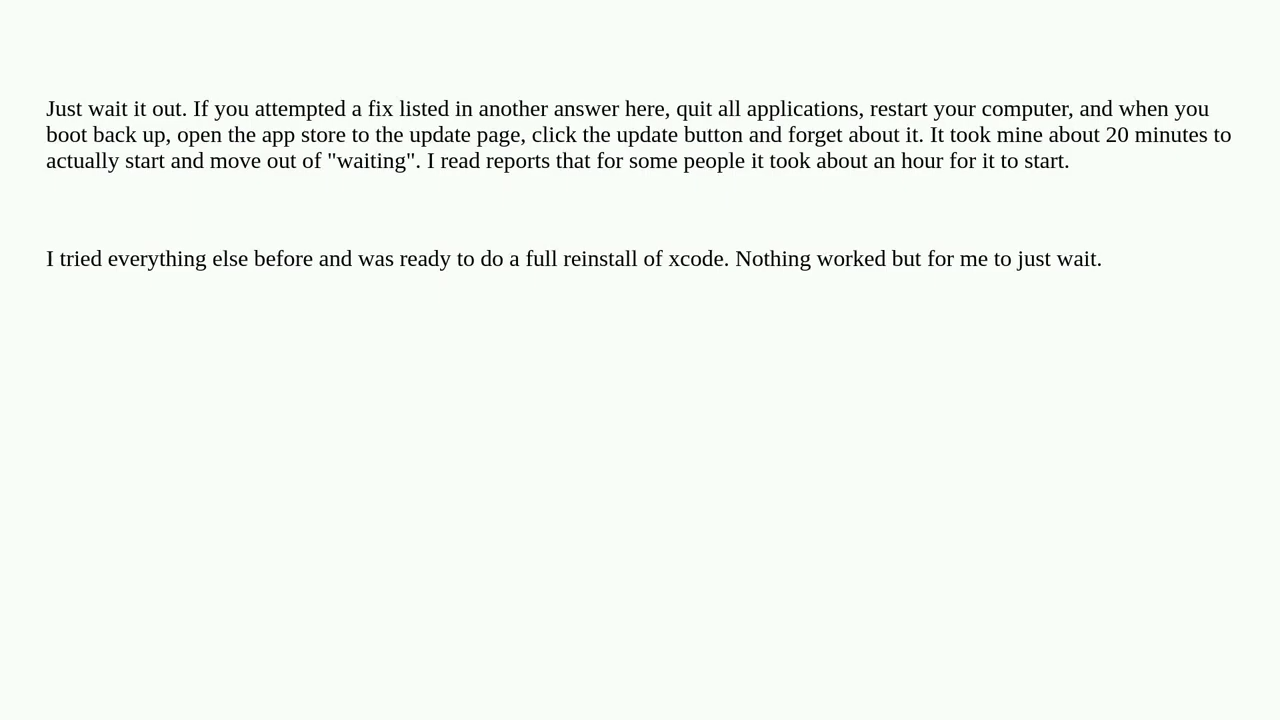 Just wait it out. If you attempted a fix listed in another answer here, quit all applications, restart your computer, and when you
boot back up, open the app store to the update page, click the update button and forget about it. It took mine about 20 minutes to
actually start and move out of "waiting". I read reports that for some people it took about an hour for it to start.
I tried everything else before and was ready to do a full reinstall of xcode. Nothing worked but for me to just wait.